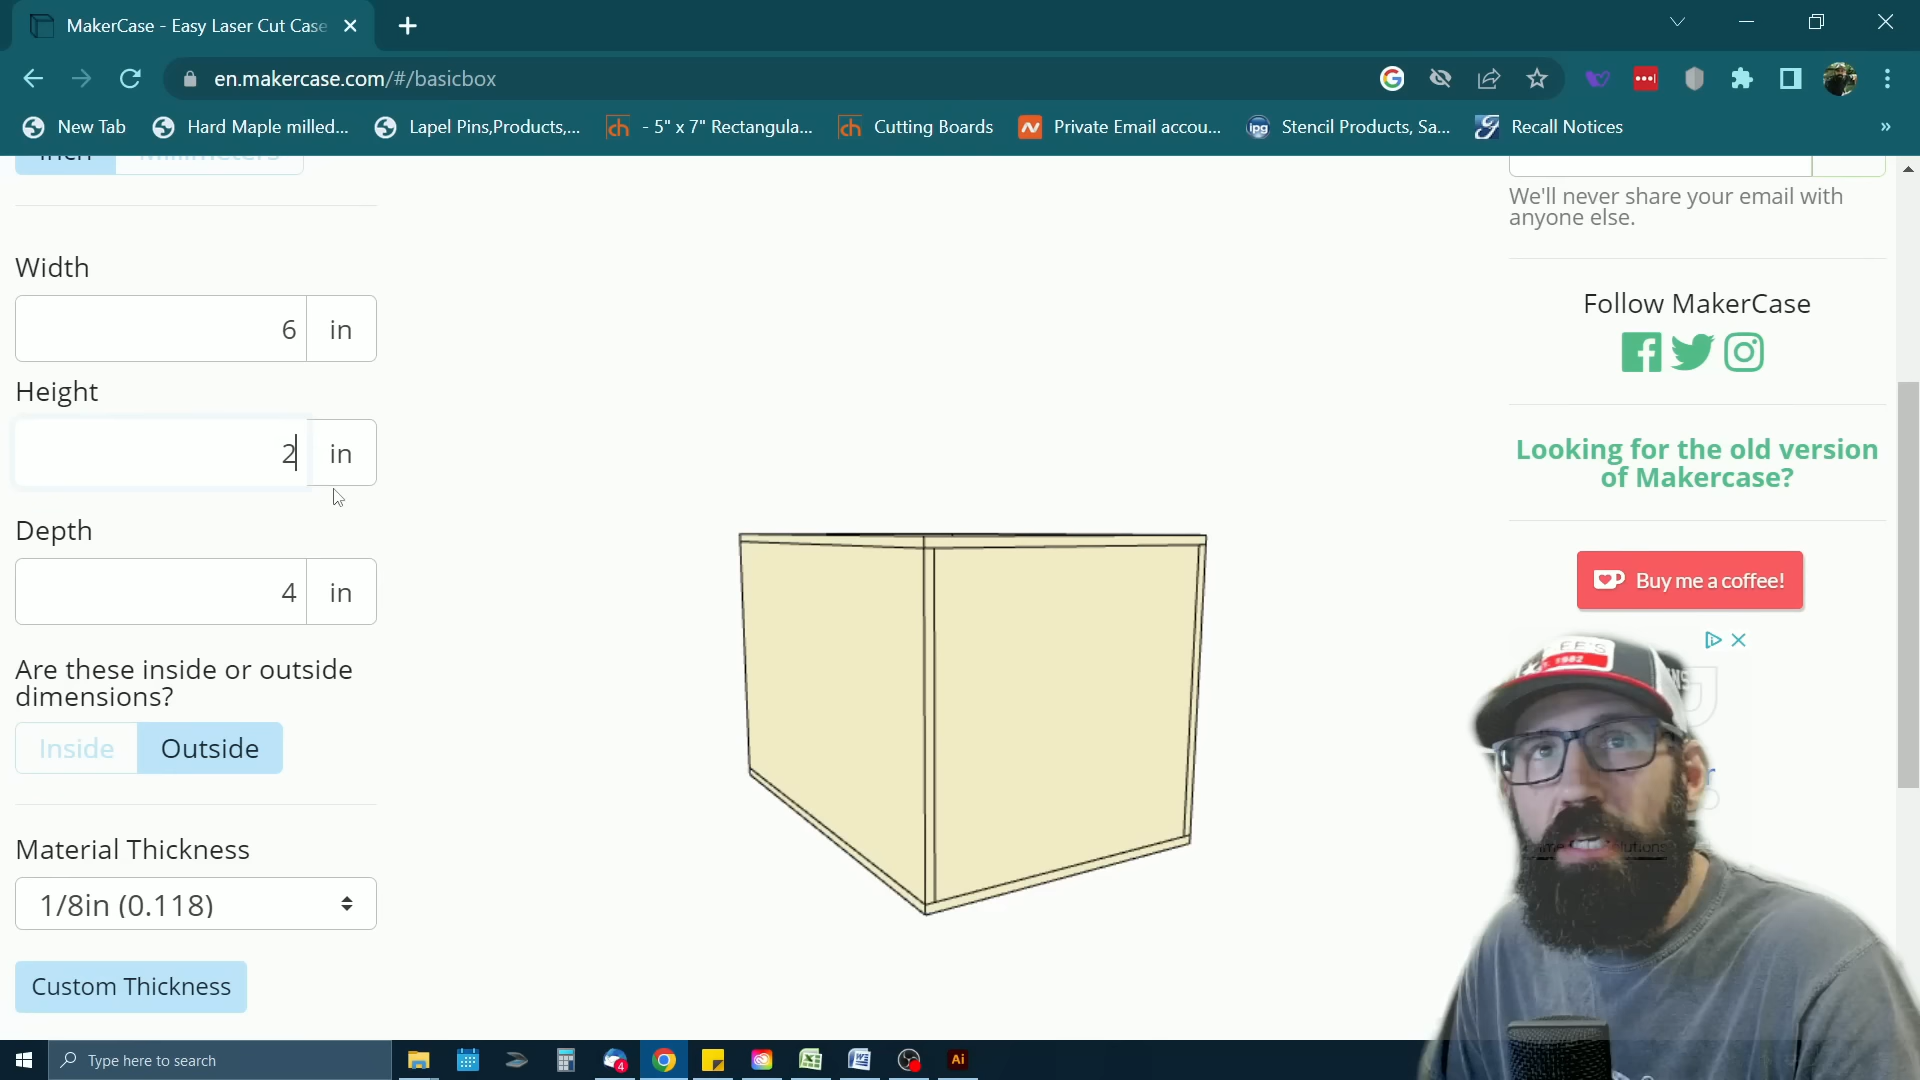 MakerCase - Easy Laser Cut Case
en.makercase.com/#/basicbox
New Tab
Hard Maple milled...
Lapel Pins,Products,...
- 5" x 7" Rectangula...
Cutting Boards
Private Email accou...
Stencil Products, Sa...
Recall Notices
»
Inch Millimeters
Width
6 in
Height
2 in
Depth
4 in
Are these inside or outside
dimensions?
Inside Outside
Material Thickness
1/8in (0.118)
Custom Thickness
We'll never share your email with
anyone else.
Follow MakerCase
Looking for the old version
of Makercase?
Buy me a coffee!
Type here to search
4
Ai